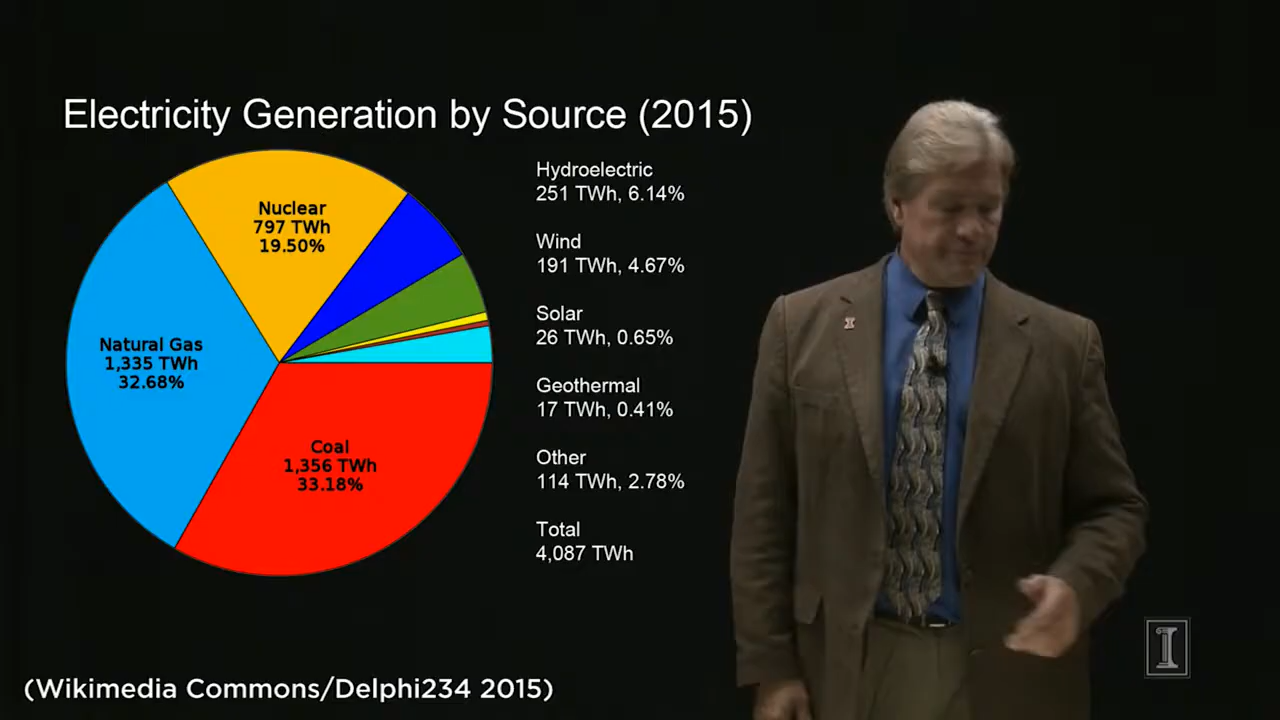 Electricity Generation by Source (2015)
Nuclear
797 TWh
19.50%
Natural Gas
1,335 TWh
32.68%
Coal
1,356 TWh
33.18%
Hydroelectric
251 TWh, 6.14%
Wind
191 TWh, 4.67%
Solar
26 TWh, 0.65%
Geothermal
17 TWh, 0.41%
Other
114 TWh, 2.78%
Total
4,087 TWh
I
(Wikimedia Commons/Delphi234 2015)